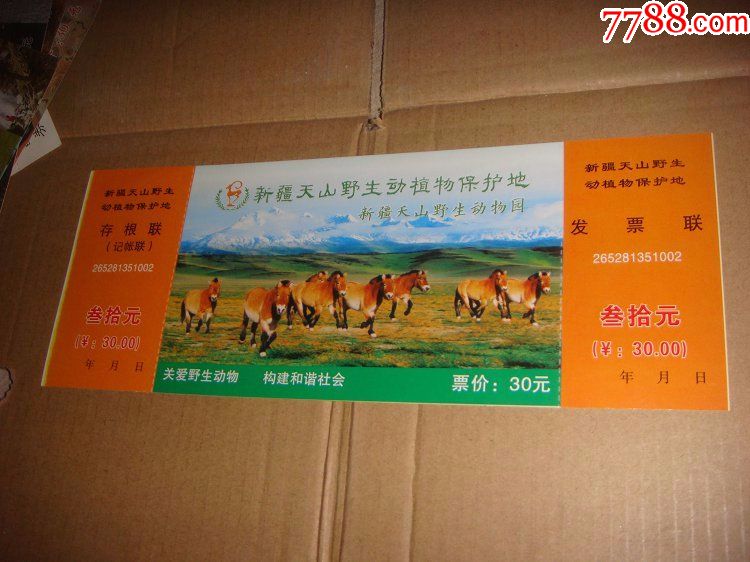 7788.com
新疆天山野生
动植物保护地
存根联
（记帐联）
265281351002
叁拾元
（¥：30.00）
年 月 日
新疆天山野生动植物保护地
新疆天山野生动物园
关爱野生动物 构建和谐社会
票价：30元
新疆天山野生
动植物保护地
发票联
265281351002
叁拾元
（¥：30.00）
年 月 日